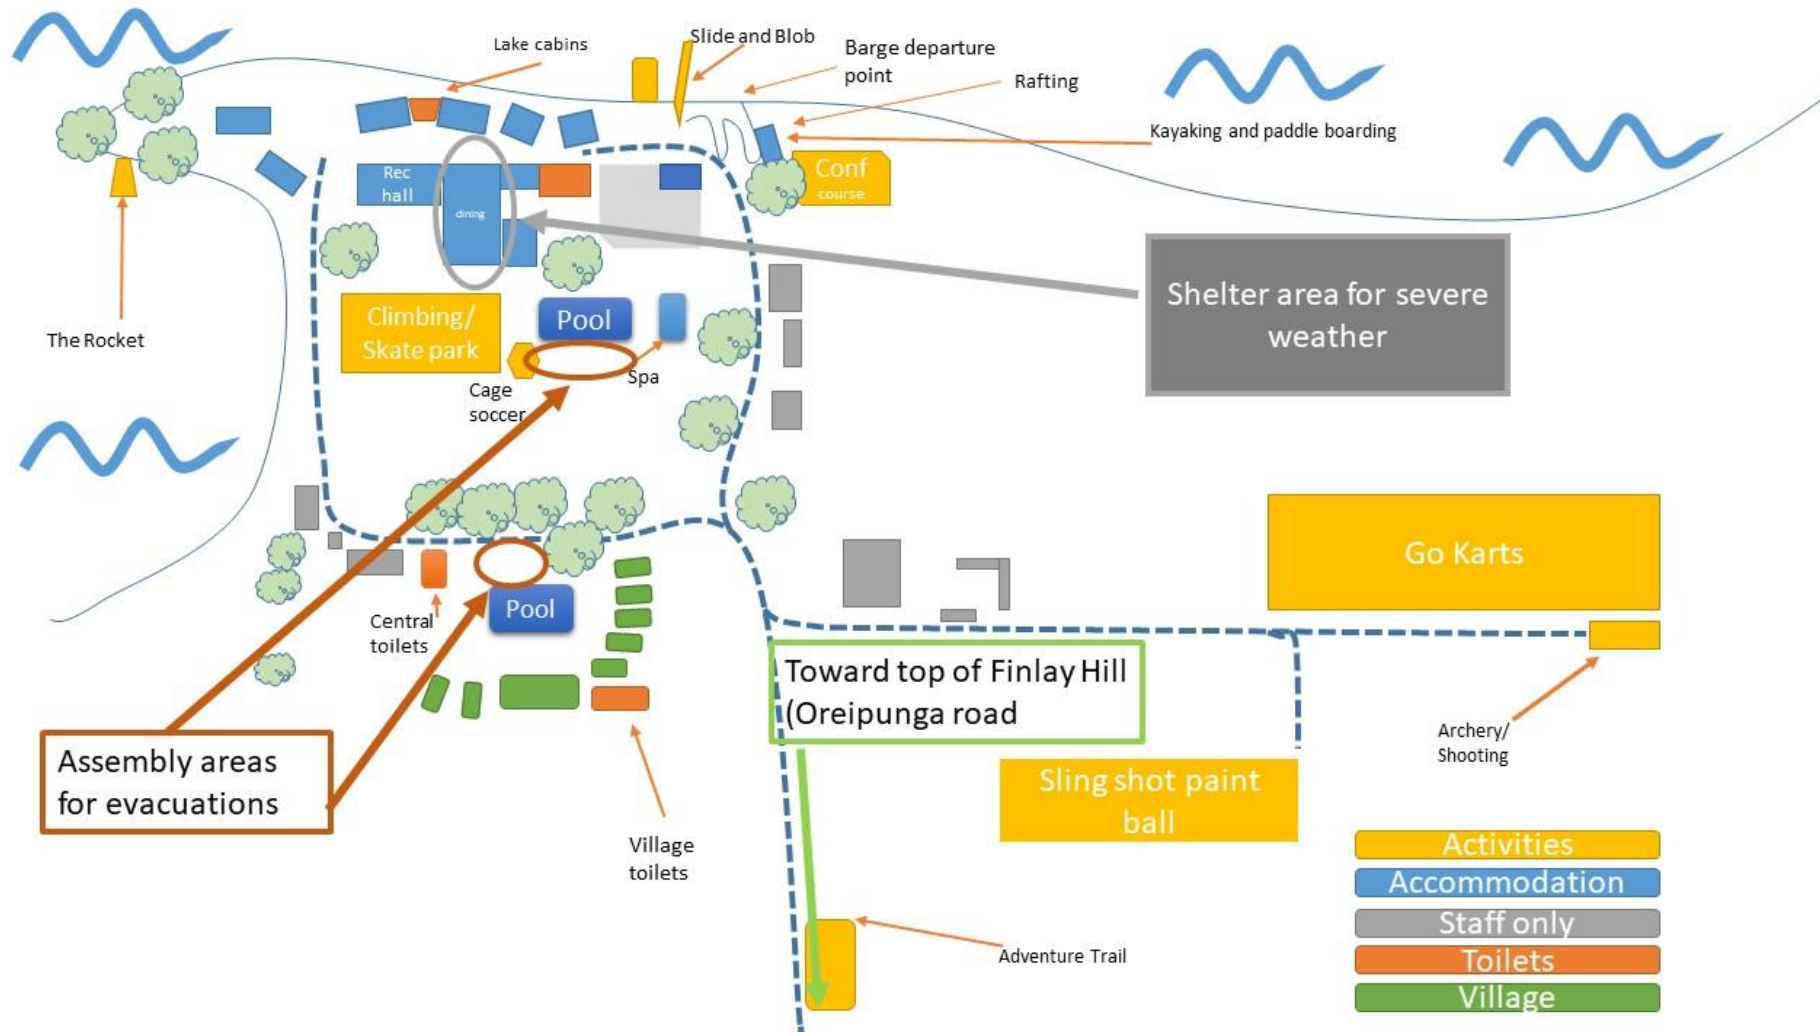 Lake cabins
Slide and Blob
Barge departure
point
Rafting
Kayaking and paddle boarding
Rec
hall
dining
Conf
course
The Rocket
Climbing/
Skate park
Pool
Cage
soccer
Spa
Shelter area for severe
weather
Go Karts
Central
toilets
Pool
Toward top of Finlay Hill
(Oreipunga road
Archery/
Shooting
Assembly areas
for evacuations
Sling shot paint
ball
Village
toilets
Adventure Trail
Activities
Accommodation
Staff only
Toilets
Village